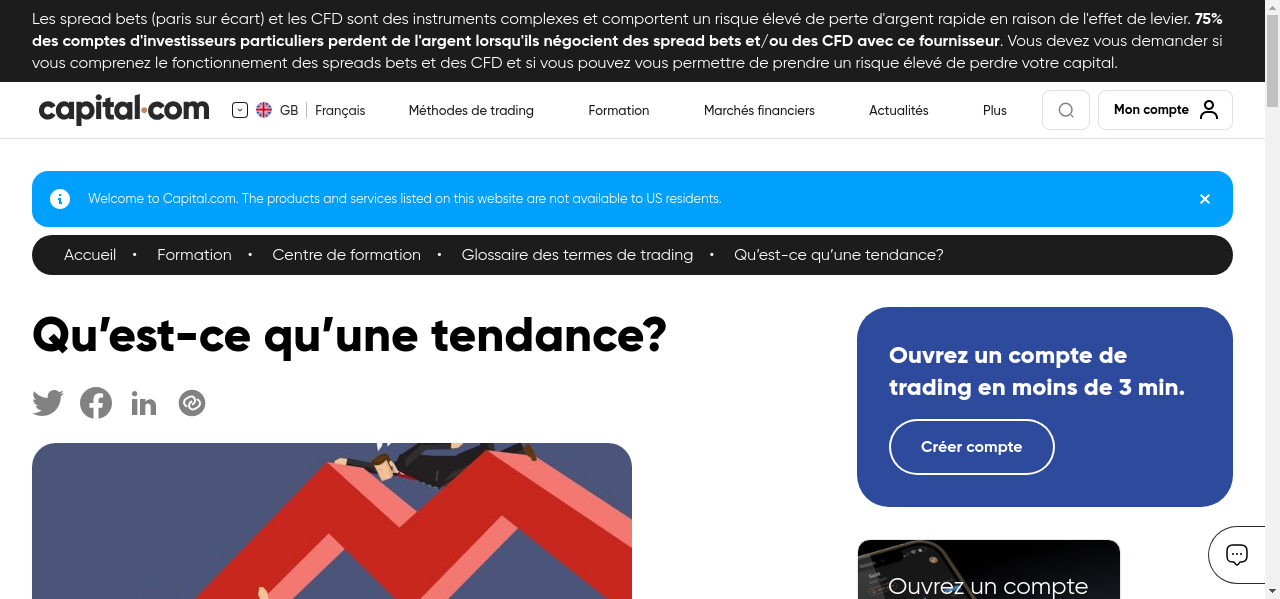 Les spread bets (paris sur écart) et les CFD sont des instruments complexes et comportent un risque élevé de perte d'argent rapide en raison de l'effet de levier. 75%
des comptes d'investisseurs particuliers perdent de l'argent lorsqu'ils négocient des spread bets et/ou des CFD avec ce fournisseur. Vous devez vous demander si
vous comprenez le fonctionnement des spreads bets et des CFD et si vous pouvez vous permettre de prendre un risque élevé de perdre votre capital.
capital.com
GB
Français
Méthodes de trading
Formation
Marchés financiers
Actualités
Plus
Mon compte
Welcome to Capital.com. The products and services listed on this website are not available to US residents.
Accueil • Formation • Centre de formation • Glossaire des termes de trading • Qu’est-ce qu’une tendance?
Qu’est-ce qu’une tendance?
Ouvrez un compte de
trading en moins de 3 min.
Créer compte
Ouvrez un compte